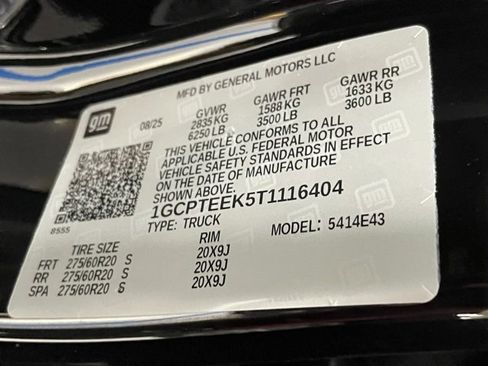 MFD BY GENERAL MOTORS LLC
gm
08/25
GVWR GAWR FRT GAWR RR
2835 KG 1588 KG 1633 KG
6250 LB 3500 LB 3600 LB
THIS VEHICLE CONFORMS TO ALL
APPLICABLE U.S. FEDERAL MOTOR
VEHICLE SAFETY STANDARDS IN EFFECT
ON THE DATE OF MANUFACTURE
SHOWN ABOVE.
1GCPTEEK5T1116404
8555
TYPE: TRUCK MODEL: 5414E43
TIRE SIZE RIM
FRT 275/60R20 S 20X9J
RR 275/60R20 S 20X9J
SPA 275/60R20 S 20X9J